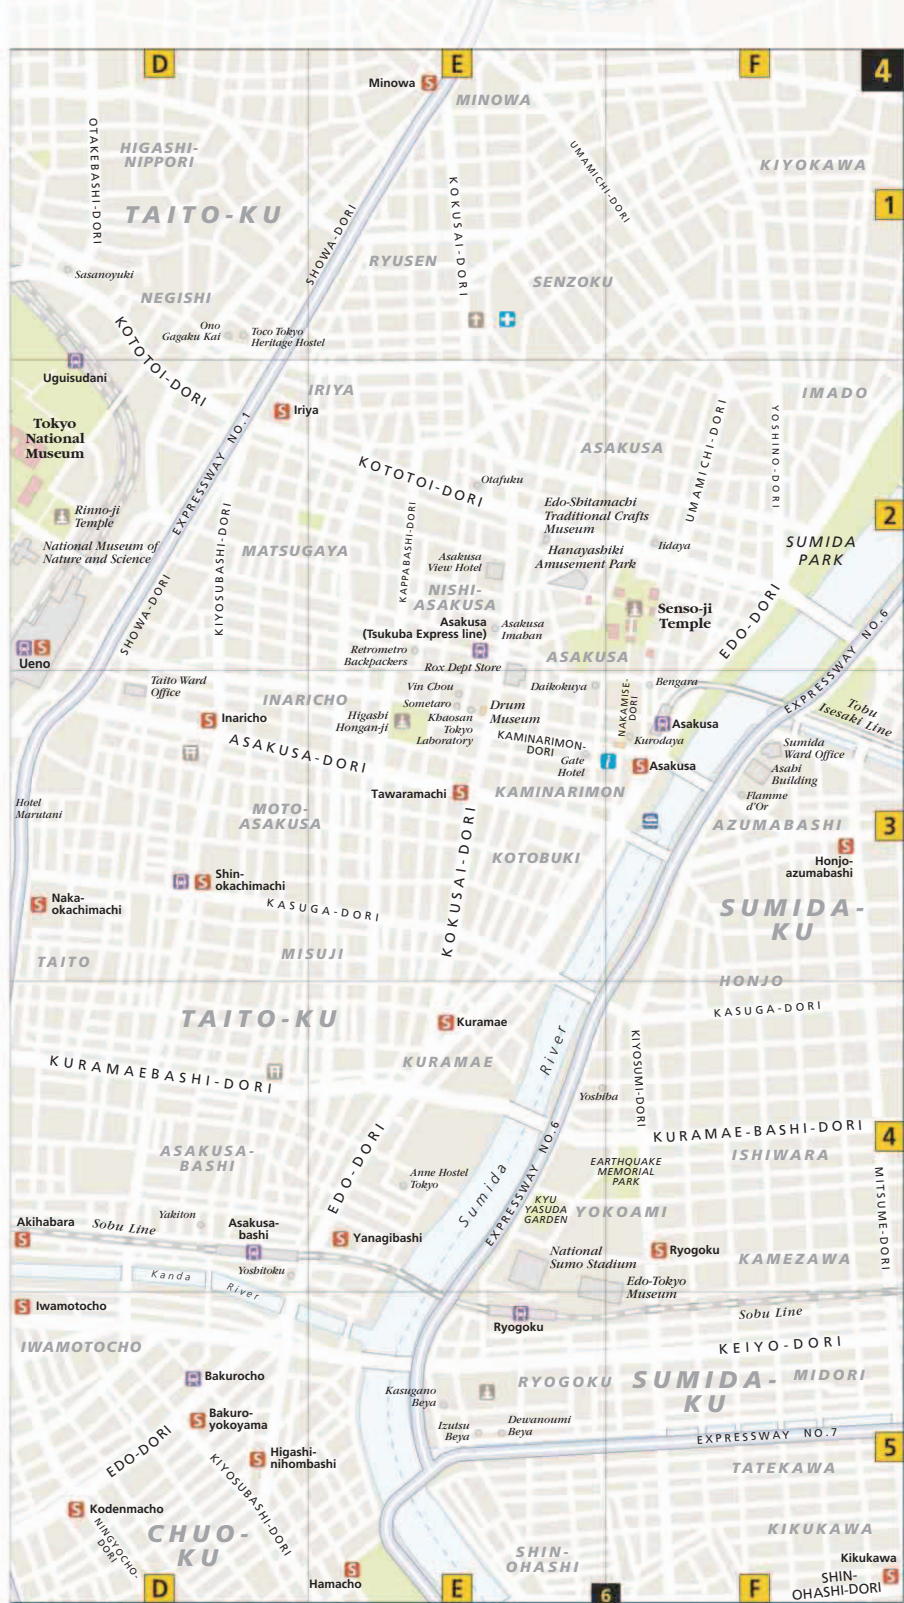 D
E
F
4
Minowa
S
MINOWA
OTAKEBASHI-DORI
HIGASHI-
NIPPORI
UMAMICHI-DORI
KIYOKAWA
TAITO-KU
1
KOKUSAI-DORI
SHOWA-DORI
RYUSEN
Sasanoyuki
SENZOKU
NEGISHI
KOTOTOI-DORI
Ono
Gagaku Kai
Toco Tokyo
Heritage Hostel
Uguisudani
IRIYA
IMADO
S
Iriya
Tokyo
National
Museum
EXPRESSWAY NO.1
UMAMICHI-DORI
YOSHINO-DORI
ASAKUSA
KOTOTOI-DORI
Otafuku
Rinno-ji
Temple
KIYOSUBASHI-DORI
KAPPABASHI-DORI
Edo-Shitamachi
Traditional Crafts
Museum
2
National Museum of
Nature and Science
MATSUGAYA
Asakusa
View Hotel
Hanayashiki
Amusement Park
Iidaya
SUMIDA
PARK
SHOWA-DORI
NISHI-
ASAKUSA
Senso-ji
Temple
EDO-DORI
EXPRESSWAY NO.6
Asakusa
(Tsukuba Express line)
Asakusa
Imahan
S
Ueno
Retrometro
Backpackers
Rox Dept Store
ASAKUSA
Taito Ward
Office
INARICHO
Vin Chou
Daikokuya
NAKAMISE-
DORI
Bengara
Tobu
Isesaki Line
S
Inaricho
Sometaro
Higashi
Hongan-ji
Khaosan
Tokyo
Laboratory
Drum
Museum
Asakusa
ASAKUSA-DORI
KAMINARIMON-
DORI
Kurodaya
Sumida
Ward Office
Gate
Hotel
i
S
Asakusa
Asahi
Building
Hotel
Marutani
Tawaramachi
S
KAMINARIMON
Flamme
d'Or
MOTO-
ASAKUSA
AZUMABASHI
3
KOKUSAI-DORI
KOTOBUKI
S
Honjo-
azumabashi
S
Shin-
okachimachi
S
Naka-
okachimachi
KASUGA-DORI
SUMIDA-
KU
TAITO
MISUJI
HONJO
TAITO-KU
S
Kuramae
KASUGA-DORI
KURAMAE
River
KIYOSUMI-DORI
KURAMAEBASHI-DORI
Yoshiba
EXPRESSWAY NO.6
KURAMAE-BASHI-DORI
4
ASAKUSA-
BASHI
EDO-DORI
Sumida
EARTHQUAKE
MEMORIAL
PARK
ISHIWARA
Anne Hostel
Tokyo
MITSUME-DORI
KYU
YASUDA
GARDEN
YOKOAMI
Akihabara
S
Sobu Line
Yakiton
Asakusa-
bashi
S
Yanagibashi
National
Sumo Stadium
S
Ryogoku
KAMEZAWA
Kanda
Yoshitoku
River
Edo-Tokyo
Museum
S
Iwamotocho
Ryogoku
Sobu Line
IWAMOTOCHO
KEIYO-DORI
Bakurocho
Kasugano
Beya
RYOGOKU
SUMIDA-
KU
MIDORI
S
Bakuro-
yokoyama
Izutsu
Beya
Dewanoumi
Beya
EDO-DORI
EXPRESSWAY NO.7
5
KIYOSUBASHI-DORI
S
Higashi-
nihombashi
TATEKAWA
S
Kodenmacho
NINGYOCHO-
DORI
CHUO-
KU
KIKUKAWA
SHIN-
OHASHI
Kikukawa
S
S
Hamacho
SHIN-
OHASHI-DORI
D
E
6
F